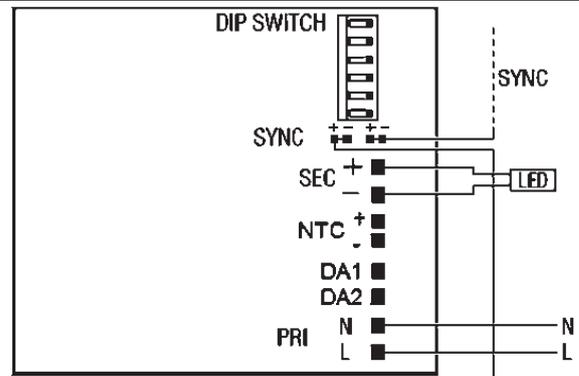 DIP SWITCH
SYNC
+ - + -
SYNC
SEC +
LED
−
NTC +
-
DA1
DA2
PRI N N
L L